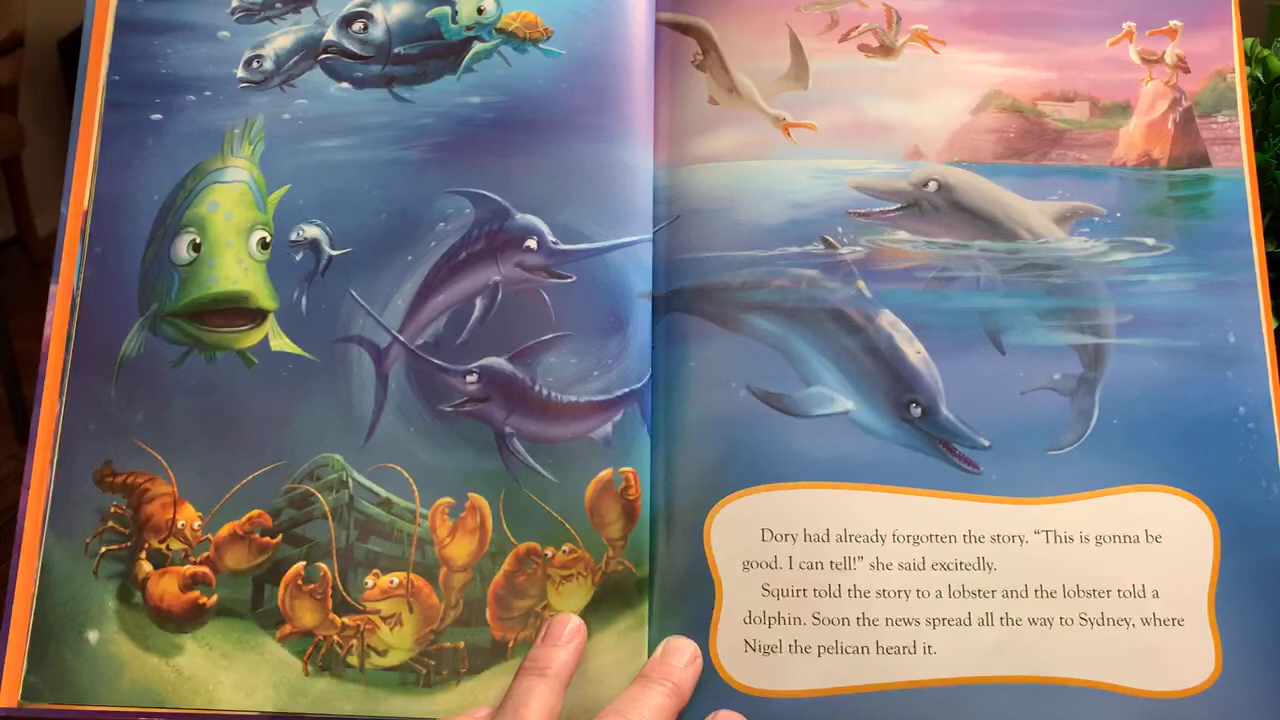 Dory had already forgotten the story. “This is gonna be
good. I can tell!” she said excitedly.
Squirt told the story to a lobster and the lobster told a
dolphin. Soon the news spread all the way to Sydney, where
Nigel the pelican heard it.